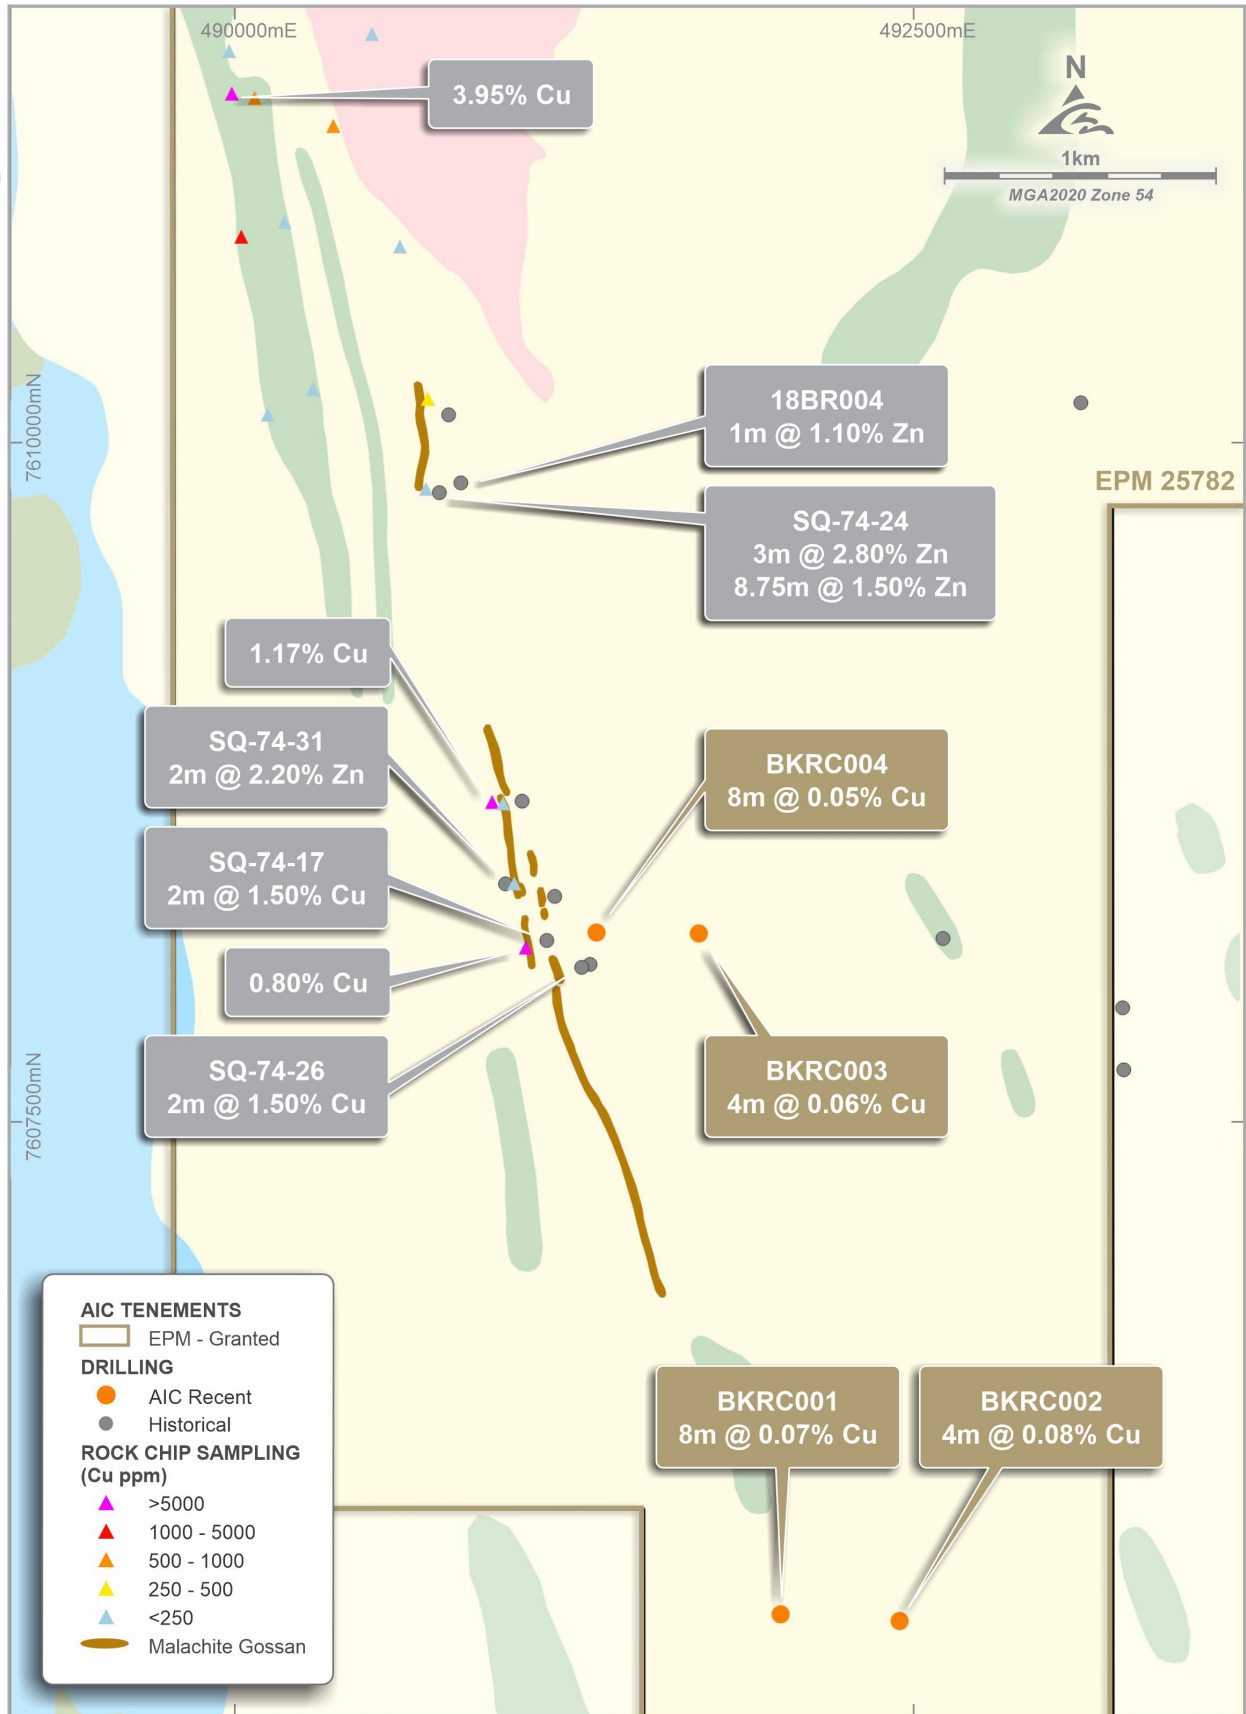 490000mE
492500mE
N
1km
MGA2020 Zone 54
3.95% Cu
7610000mN
18BR004
1m @ 1.10% Zn
EPM 25782
SQ-74-24
3m @ 2.80% Zn
8.75m @ 1.50% Zn
1.17% Cu
SQ-74-31
2m @ 2.20% Zn
BKRC004
8m @ 0.05% Cu
SQ-74-17
2m @ 1.50% Cu
0.80% Cu
SQ-74-26
2m @ 1.50% Cu
BKRC003
4m @ 0.06% Cu
7607500mN
BKRC001
8m @ 0.07% Cu
BKRC002
4m @ 0.08% Cu
AIC TENEMENTS
EPM - Granted
DRILLING
AIC Recent
Historical
ROCK CHIP SAMPLING
(Cu ppm)
>5000
1000 - 5000
500 - 1000
250 - 500
<250
Malachite Gossan